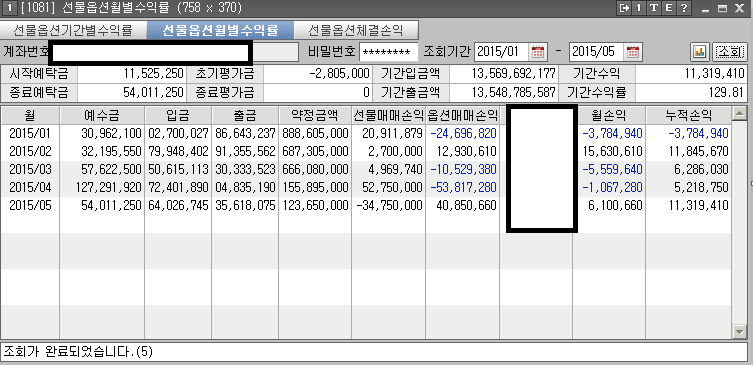 1 [1081] 선물옵션월별수익률 (758 x 370) 1 T E ?
선물옵션기간별수익률 선물옵션월별수익률 선물옵션체결손익
계좌번호 비밀번호 ******** 조회기간 2015/01 - 2015/05 조회
시작예탁금 11,525,250 초기평가금 -2,805,000 기간입금액 13,569,692,177 기간수익 11,319,410
종료예탁금 54,011,250 종료평가금 0 기간출금액 13,548,785,587 기간수익률 129.81
월 예수금 입금 출금 약정금액 선물매매손익 옵션매매손익 월손익 누적손익
2015/01 30,962,100 02,700,027 86,643,237 888,605,000 20,911,879 -24,696,820 -3,784,940 -3,784,940
2015/02 32,195,550 79,948,402 91,355,562 687,305,000 2,700,000 12,930,610 15,630,610 11,845,670
2015/03 57,622,500 50,615,113 30,333,523 666,080,000 4,969,740 -10,529,380 -5,559,640 6,286,030
2015/04 127,291,920 72,401,890 04,835,190 155,895,000 52,750,000 -53,817,280 -1,067,280 5,218,750
2015/05 54,011,250 64,026,745 35,618,075 123,650,000 -34,750,000 40,850,660 6,100,660 11,319,410
조회가 완료되었습니다.(5)